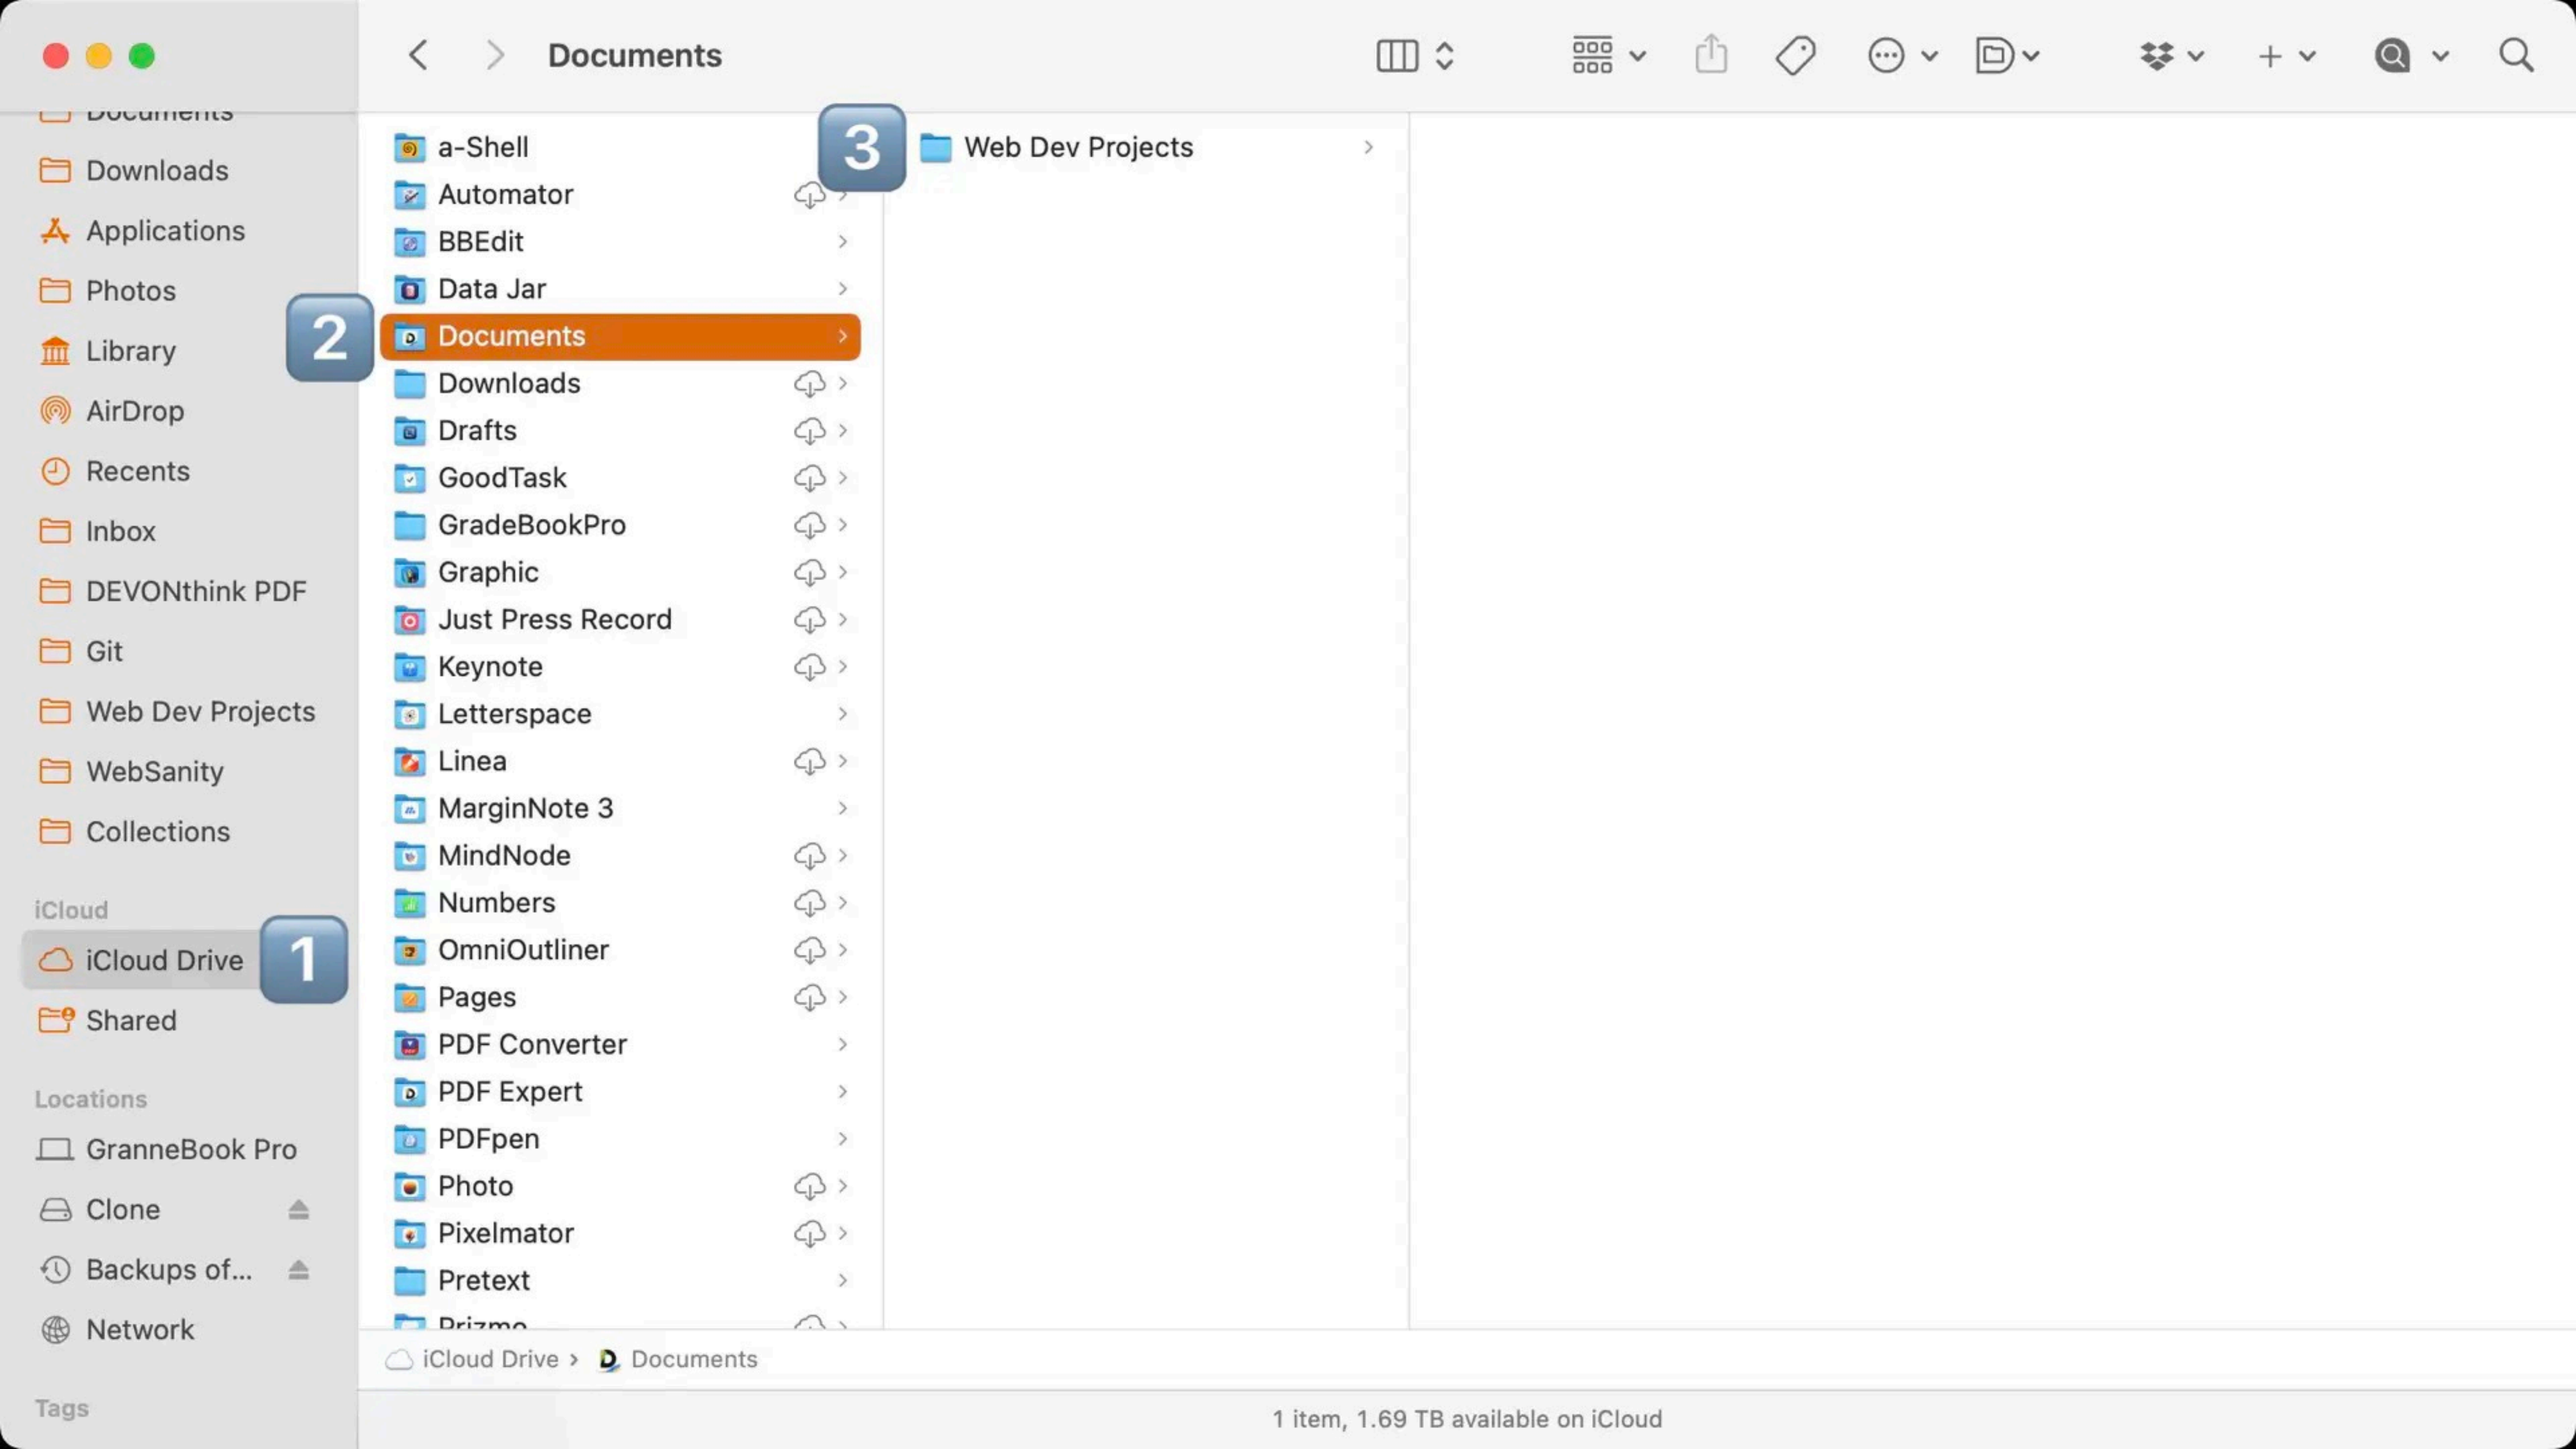 Documents
Documents
Downloads
Applications
Photos
Library
AirDrop
Recents
Inbox
DEVONthink PDF
Git
Web Dev Projects
WebSanity
Collections
iCloud
iCloud Drive
1
Shared
Locations
GranneBook Pro
Clone
Backups of...
Network
Tags
2
a-Shell
Automator
BBEdit
Data Jar
Documents
Downloads
Drafts
GoodTask
GradeBookPro
Graphic
Just Press Record
Keynote
Letterspace
Linea
MarginNote 3
MindNode
Numbers
OmniOutliner
Pages
PDF Converter
PDF Expert
PDFpen
Photo
Pixelmator
Pretext
Prizmo
3
Web Dev Projects
iCloud Drive › Documents
1 item, 1.69 TB available on iCloud